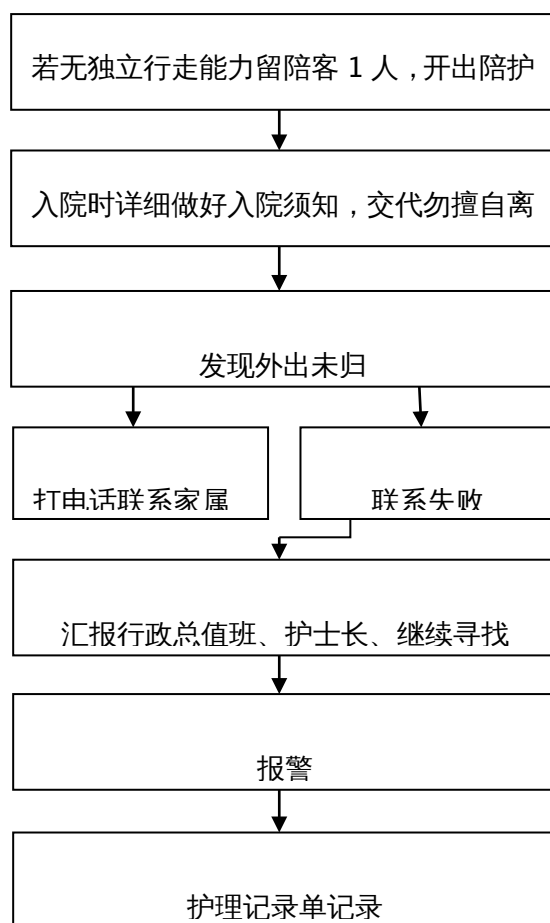 若无独立行走能力留陪客 1 人，开出陪护
入院时详细做好入院须知，交代勿擅自离
发现外出未归
打电话联系家属
联系失败
汇报行政总值班、护士长、继续寻找
报警
护理记录单记录